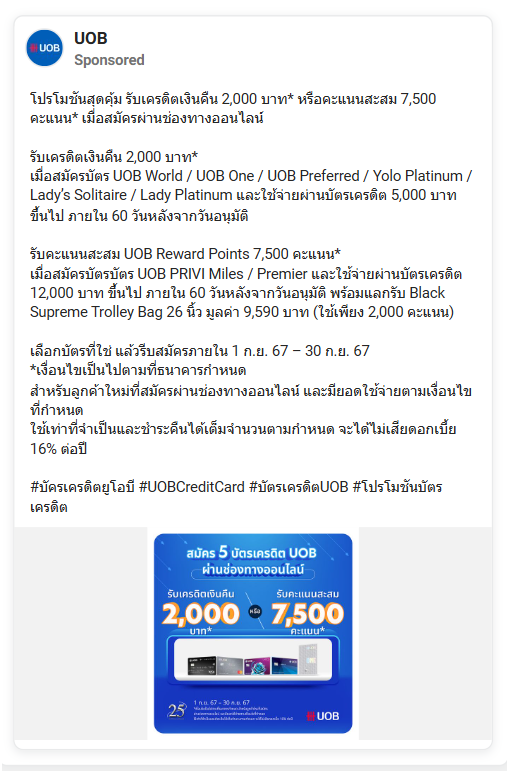 UOB
UOB
Sponsored
โปรโมชันสุดคุ้ม รับเครดิตเงินคืน 2,000 บาท* หรือคะแนนสะสม 7,500
คะแนน* เมื่อสมัครผ่านช่องทางออนไลน์
รับเครดิตเงินคืน 2,000 บาท*
เมื่อสมัครบัตร UOB World / UOB One / UOB Preferred / Yolo Platinum /
Lady’s Solitaire / Lady Platinum และใช้จ่ายผ่านบัตรเครดิต 5,000 บาท
ขึ้นไป ภายใน 60 วันหลังจากวันอนุมัติ
รับคะแนนสะสม UOB Reward Points 7,500 คะแนน*
เมื่อสมัครบัตรบัตร UOB PRIVI Miles / Premier และใช้จ่ายผ่านบัตรเครดิต
12,000 บาท ขึ้นไป ภายใน 60 วันหลังจากวันอนุมัติ พร้อมแลกรับ Black
Supreme Trolley Bag 26 นิ้ว มูลค่า 9,590 บาท (ใช้เพียง 2,000 คะแนน)
เลือกบัตรที่ใช่ แล้วรีบสมัครภายใน 1 ก.ย. 67 – 30 ก.ย. 67
*เงื่อนไขเป็นไปตามที่ธนาคารกำหนด
สำหรับลูกค้าใหม่ที่สมัครผ่านช่องทางออนไลน์ และมียอดใช้จ่ายตามเงื่อนไข
ที่กำหนด
ใช้เท่าที่จำเป็นและชำระคืนได้เต็มจำนวนตามกำหนด จะได้ไม่เสียดอกเบี้ย
16% ต่อปี
#บัครเครดิตยูโอบี #UOBCreditCard #บัตรเครดิตUOB #โปรโมชันบัตร
เครดิต
สมัคร 5 บัตรเครดิต UOB
ผ่านช่องทางออนไลน์
รับเครดิตเงินคืน
2,000
บาท*
หรือ
รับคะแนนสะสม
7,500
คะแนน*
25
1 ก.ย. 67 – 30 ก.ย. 67
UOB